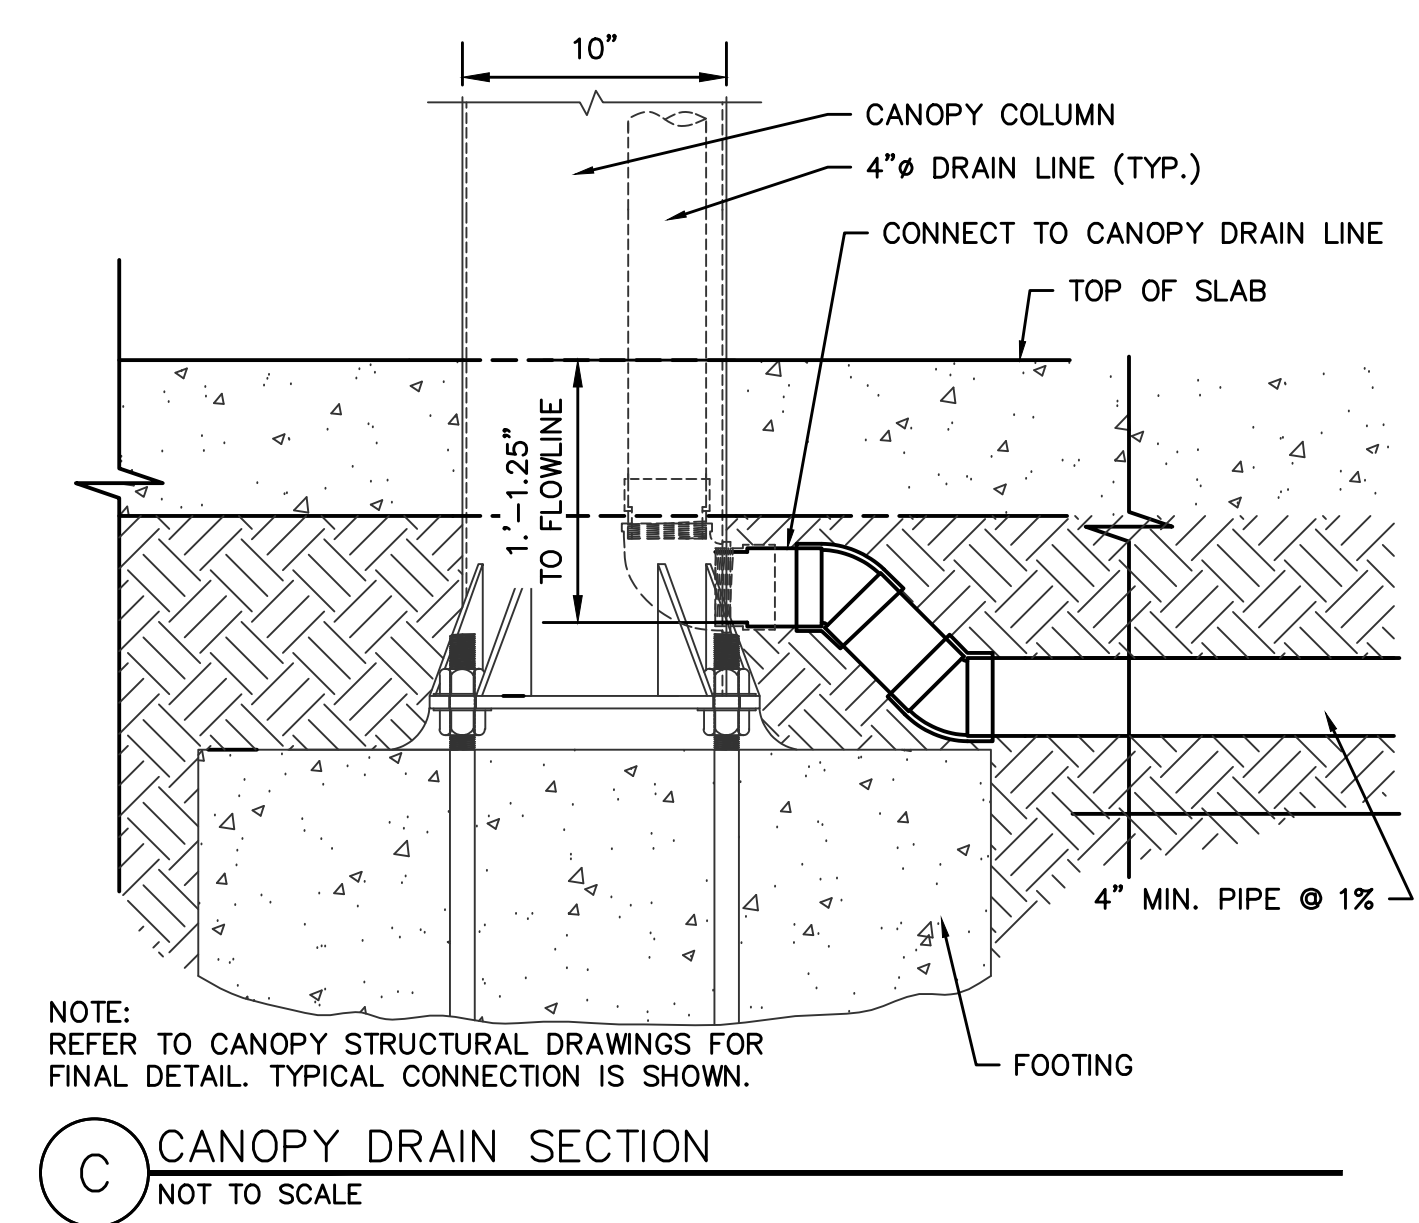 10"
CANOPY COLUMN
4"ø DRAIN LINE (TYP.)
CONNECT TO CANOPY DRAIN LINE
TOP OF SLAB
1.'-1.25"
TO FLOWLINE
4" MIN. PIPE @ 1%
NOTE:
REFER TO CANOPY STRUCTURAL DRAWINGS FOR
FINAL DETAIL. TYPICAL CONNECTION IS SHOWN.
FOOTING
C
CANOPY DRAIN SECTION
NOT TO SCALE